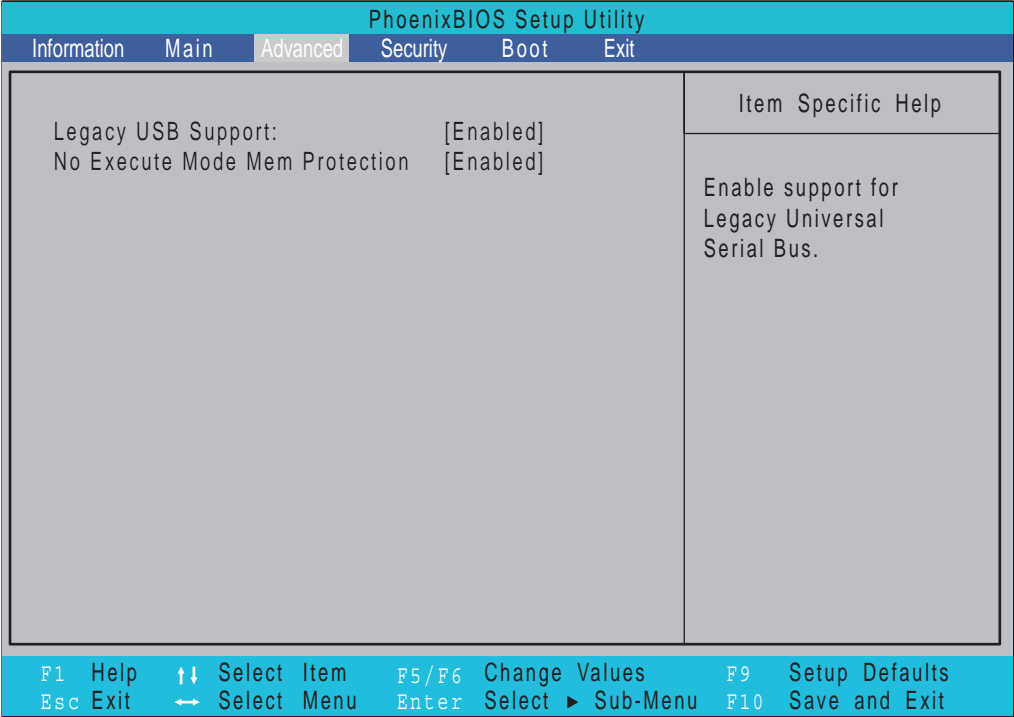 PhoenixBIOS Setup Utility
Information Main Advanced Security Boot Exit
Legacy USB Support: [Enabled]
No Execute Mode Mem Protection [Enabled]
Item Specific Help
Enable support for
Legacy Universal
Serial Bus.
F1 Help ↑↓ Select Item F5/F6 Change Values F9 Setup Defaults
Esc Exit ↔ Select Menu Enter Select ► Sub-Menu F10 Save and Exit